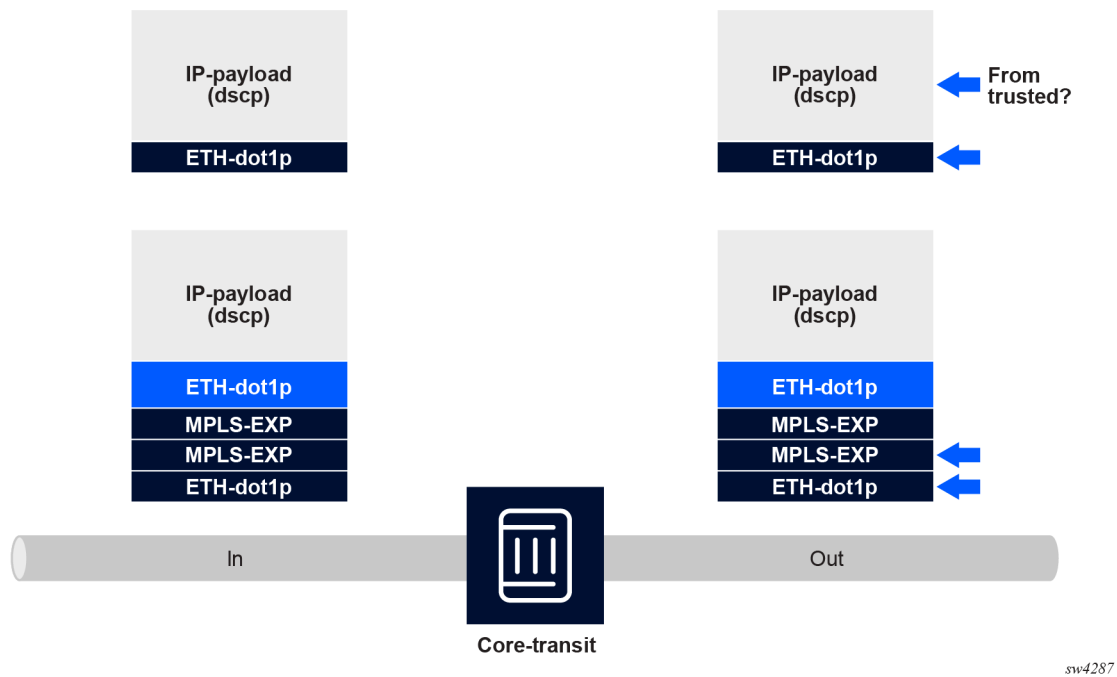 IP-payload
(dscp)
ETH-dot1p
IP-payload
(dscp)
ETH-dot1p
From
trusted?
IP-payload
(dscp)
ETH-dot1p
MPLS-EXP
MPLS-EXP
ETH-dot1p
IP-payload
(dscp)
ETH-dot1p
MPLS-EXP
MPLS-EXP
ETH-dot1p
In
Out
Core-transit
sw4287